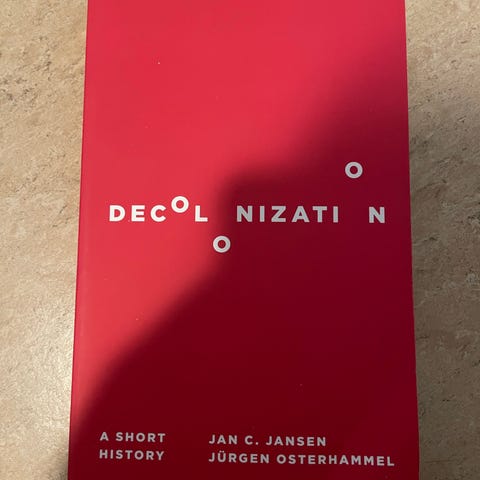 DECOLONIZATION
A SHORT
HISTORY
JAN C. JANSEN
JÜRGEN OSTERHAMMEL